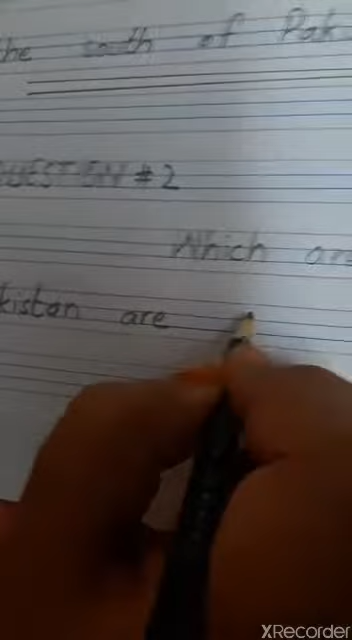 the south of Pak
QUESTION #2
Which are
kistan are
XRecorder